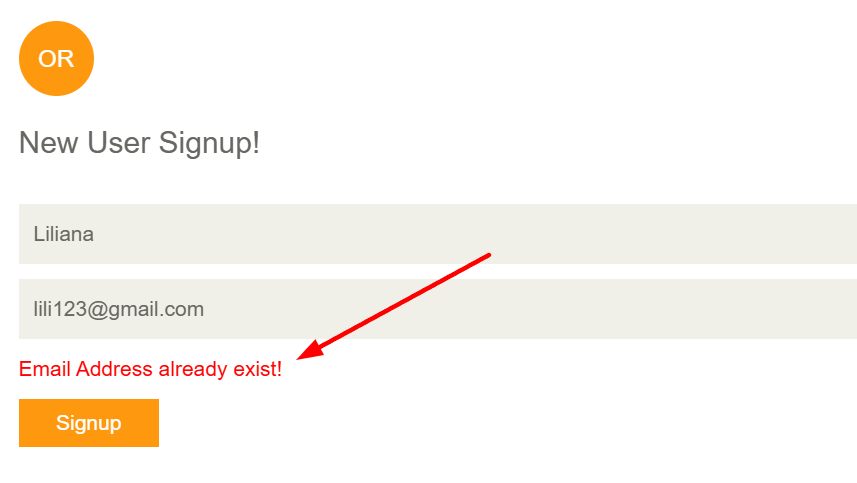 OR
New User Signup!
Liliana
lili123@gmail.com
Email Address already exist!
Signup